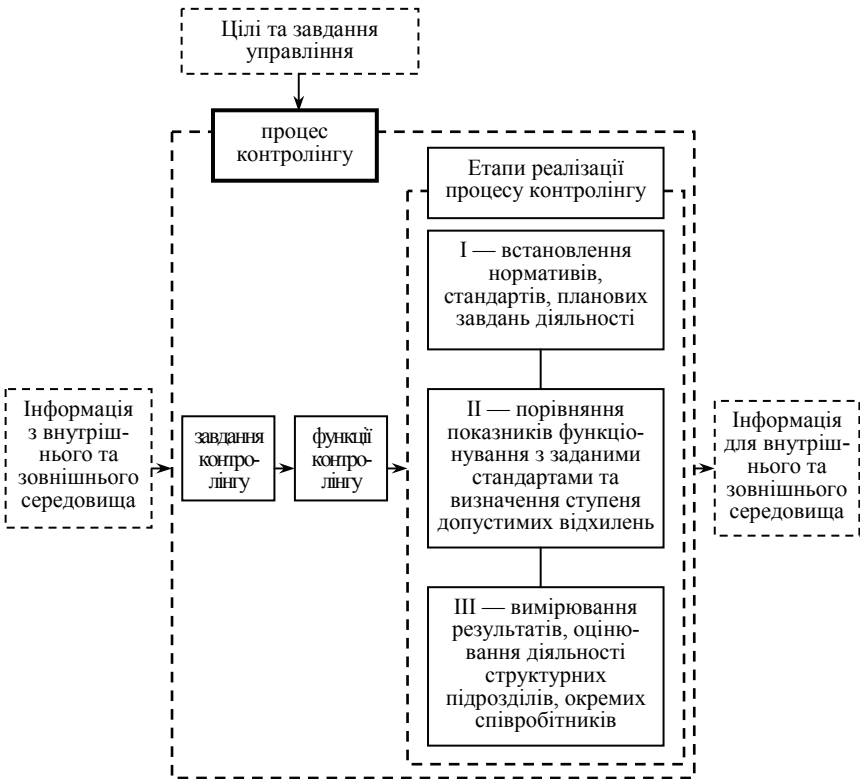 Цілі та завдання
управління
процес
контролінгу
Етапи реалізації
процесу контролінгу
І — встановлення
нормативів,
стандартів, планових
завдань діяльності
Інформація
з внутріш-
нього та
зовнішнього
середовища
завдання
контро-
лінгу
функції
контро-
лінгу
ІІ — порівняння
показників функціо-
нування з заданими
стандартами та
визначення ступеня
допустимих відхилень
Інформація
для внутріш-
нього та
зовнішнього
середовища
ІІІ — вимірювання
результатів, оціню-
вання діяльності
структурних
підрозділів, окремих
співробітників